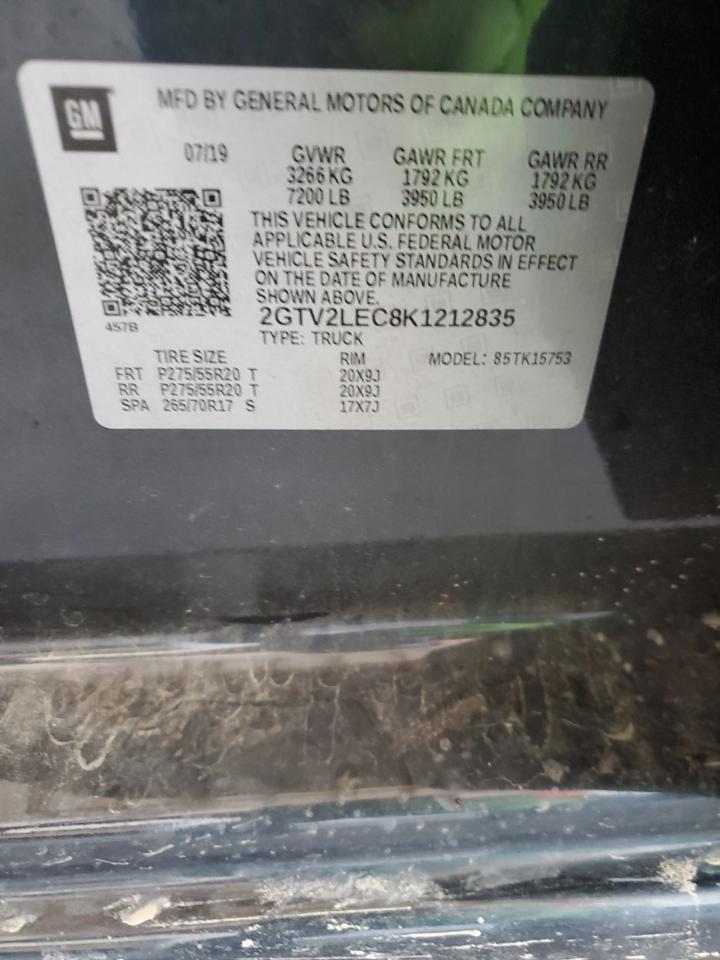 GM
MFD BY GENERAL MOTORS OF CANADA COMPANY
07/19 GVWR GAWR FRT GAWR RR
3266 KG 1792 KG 1792 KG
7200 LB 3950 LB 3950 LB
THIS VEHICLE CONFORMS TO ALL
APPLICABLE U.S. FEDERAL MOTOR
VEHICLE SAFETY STANDARDS IN EFFECT
ON THE DATE OF MANUFACTURE
SHOWN ABOVE.
2GTV2LEC8K1212835
457B
TYPE: TRUCK
TIRE SIZE RIM MODEL: 85TK15753
FRT P275/55R20 T 20X9J
RR P275/55R20 T 20X9J
SPA 265/70R17 S 17X7J